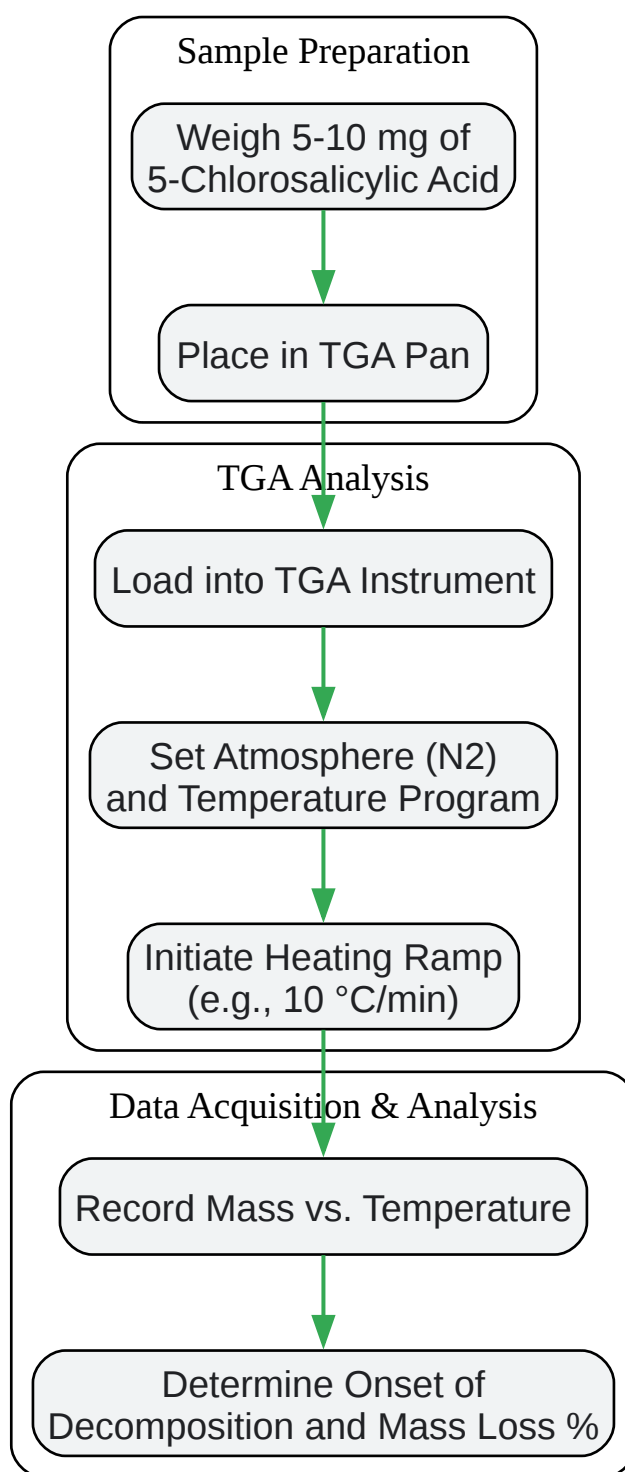 Sample Preparation
Weigh 5-10 mg of
5-Chlorosalicylic Acid
Place in TGA Pan
TGA Analysis
Load into TGA Instrument
Set Atmosphere (N2)
and Temperature Program
Initiate Heating Ramp
(e.g., 10 °C/min)
Data Acquisition & Analysis
Record Mass vs. Temperature
Determine Onset of
Decomposition and Mass Loss %